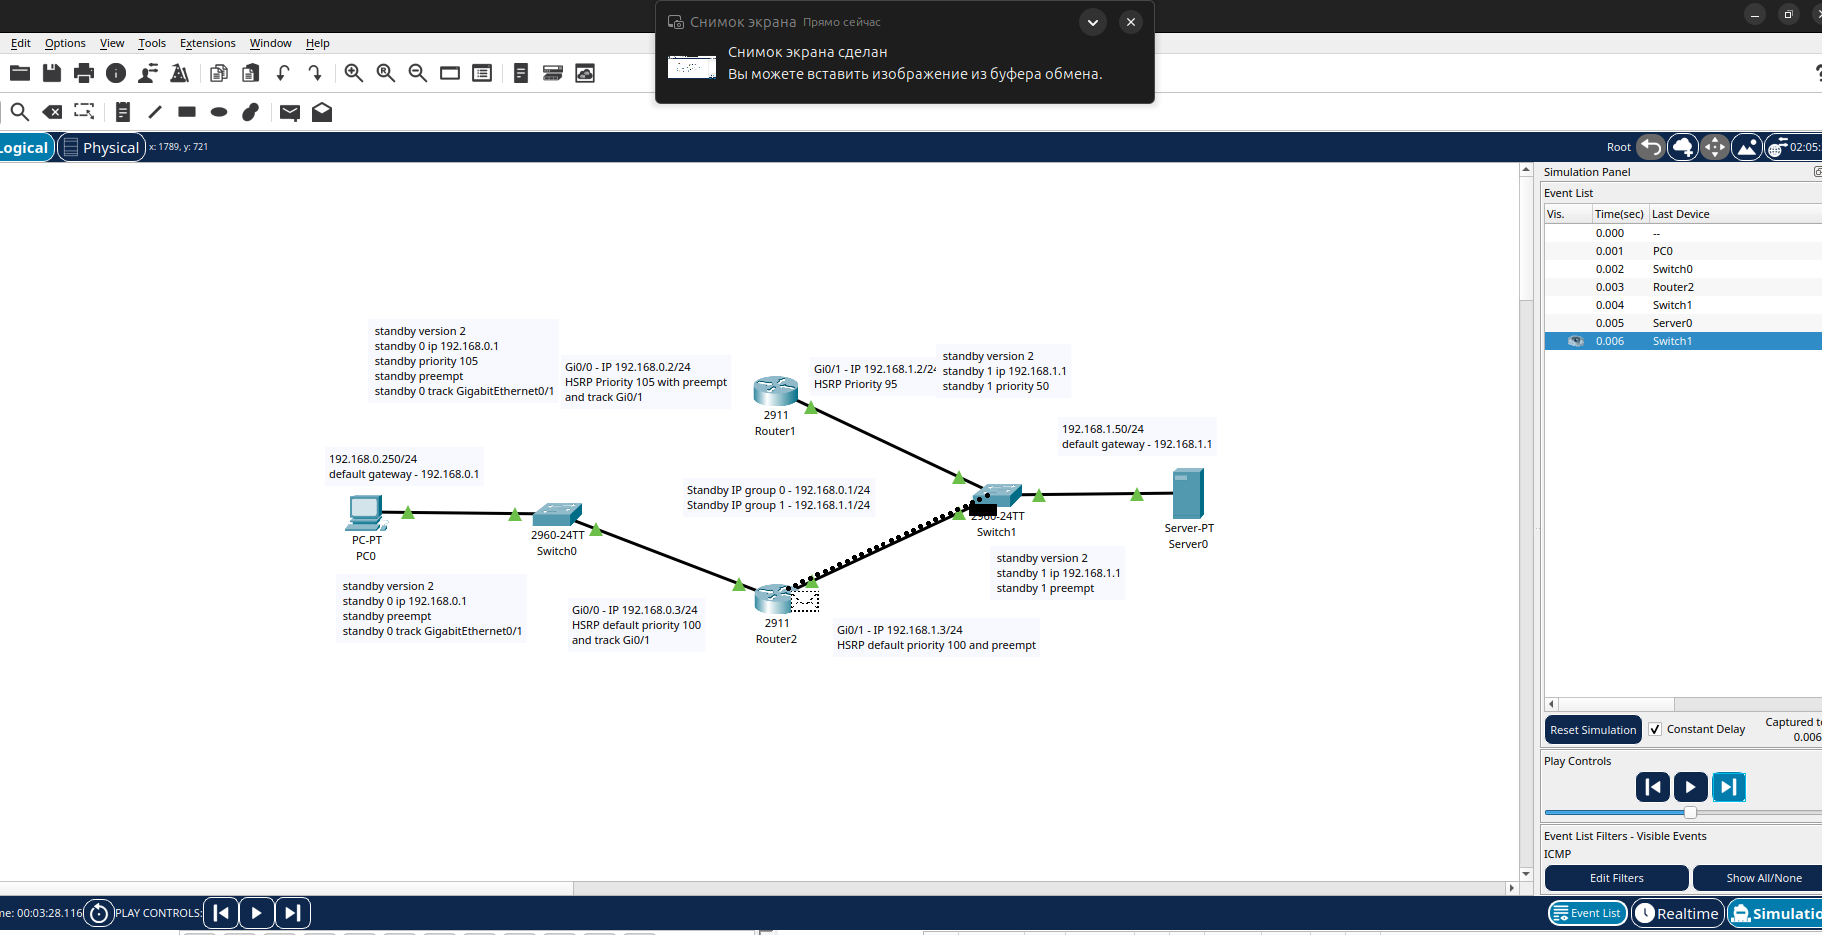 Снимок экрана Прямо сейчас
Снимок экрана сделан
Вы можете вставить изображение из буфера обмена.
Edit Options View Tools Extensions Window Help
Logical Physical x: 1789, y: 721
Root
02:05:
standby version 2
standby 0 ip 192.168.0.1
standby priority 105
standby preempt
standby 0 track GigabitEthernet0/1
Gi0/0 - IP 192.168.0.2/24
HSRP Priority 105 with preempt
and track Gi0/1
2911
Router1
Gi0/1 - IP 192.168.1.2/24
HSRP Priority 95
standby version 2
standby 1 ip 192.168.1.1
standby 1 priority 50
192.168.1.50/24
default gateway - 192.168.1.1
192.168.0.250/24
default gateway - 192.168.0.1
PC-PT
PC0
2960-24TT
Switch0
Standby IP group 0 - 192.168.0.1/24
Standby IP group 1 - 192.168.1.1/24
2960-24TT
Switch1
Server-PT
Server0
standby version 2
standby 1 ip 192.168.1.1
standby 1 preempt
standby version 2
standby 0 ip 192.168.0.1
standby preempt
standby 0 track GigabitEthernet0/1
Gi0/0 - IP 192.168.0.3/24
HSRP default priority 100
and track Gi0/1
2911
Router2
Gi0/1 - IP 192.168.1.3/24
HSRP default priority 100 and preempt
Simulation Panel
Event List
Vis. Time(sec) Last Device
0.000 --
0.001 PC0
0.002 Switch0
0.003 Router2
0.004 Switch1
0.005 Server0
0.006 Switch1
Reset Simulation Constant Delay Captured to
0.006
Play Controls
Event List Filters - Visible Events
ICMP
Edit Filters Show All/None
me: 00:03:28.116 PLAY CONTROLS:
Event List Realtime Simulatio